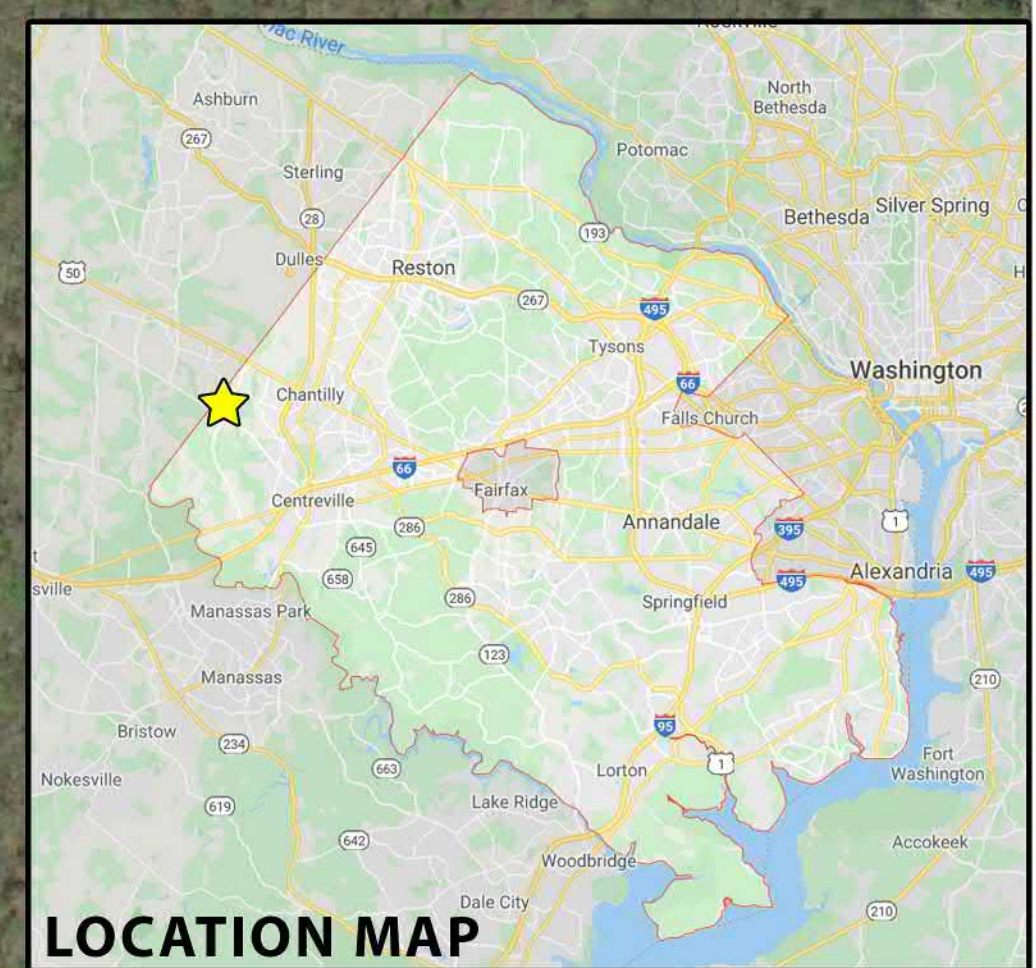 ac River
Ashburn
North
Bethesda
267
Potomac
Sterling
28
193
Bethesda
Silver Spring
50
Dulles
Reston
267
495
Tysons
Washington
66
Chantilly
Falls Church
66
Centreville
Fairfax
286
Annandale
395
1
645
658
sville
286
Springfield
495
Alexandria
495
Manassas Park
123
Manassas
210
Bristow
234
95
1
663
Lorton
Fort
Washington
Nokesville
619
Lake Ridge
642
Accokeek
Woodbridge
Dale City
210
LOCATION MAP